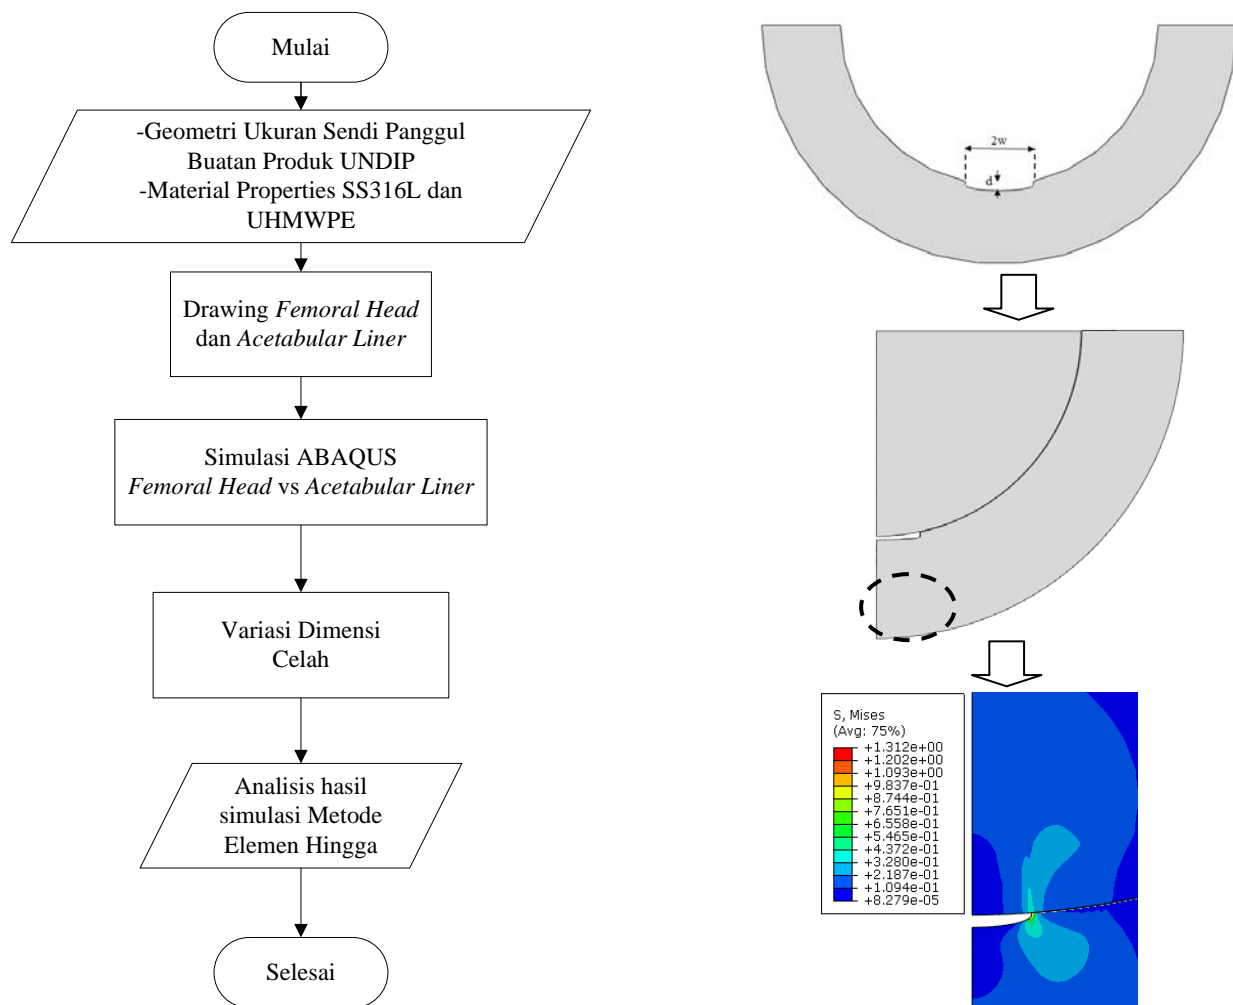 Mulai
-Geometri Ukuran Sendi Panggul
Buatan Produk UNDIP
-Material Properties SS316L dan
UHMWPE
Drawing Femoral Head
dan Acetabular Liner
Simulasi ABAQUS
Femoral Head vs Acetabular Liner
Variasi Dimensi
Celah
Analisis hasil
simulasi Metode
Elemen Hingga
Selesai
2w
d
S, Mises
(Avg: 75%)
+1.312e+00
+1.202e+00
+1.093e+00
+9.837e-01
+8.744e-01
+7.651e-01
+6.558e-01
+5.465e-01
+4.372e-01
+3.280e-01
+2.187e-01
+1.094e-01
+8.279e-05